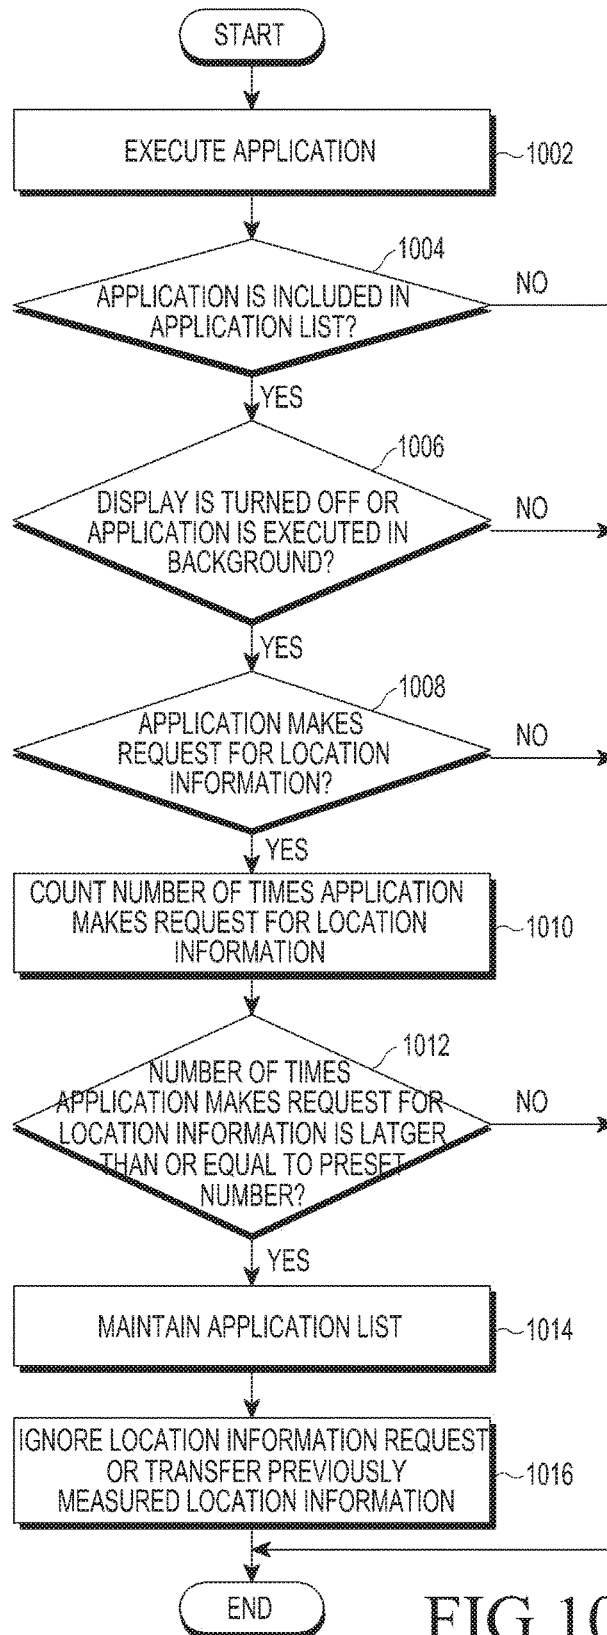 START
EXECUTE APPLICATION
1002
1004
APPLICATION IS INCLUDED IN
APPLICATION LIST?
NO
YES
1006
DISPLAY IS TURNED OFF OR
APPLICATION IS EXECUTED IN
BACKGROUND?
NO
YES
1008
APPLICATION MAKES
REQUEST FOR LOCATION
INFORMATION?
NO
YES
COUNT NUMBER OF TIMES APPLICATION
MAKES REQUEST FOR LOCATION
INFORMATION
1010
1012
NUMBER OF TIMES
APPLICATION MAKES REQUEST FOR
LOCATION INFORMATION IS LATGER
THAN OR EQUAL TO PRESET
NUMBER?
NO
YES
MAINTAIN APPLICATION LIST
1014
IGNORE LOCATION INFORMATION REQUEST
OR TRANSFER PREVIOUSLY
MEASURED LOCATION INFORMATION
1016
END
FIG.10